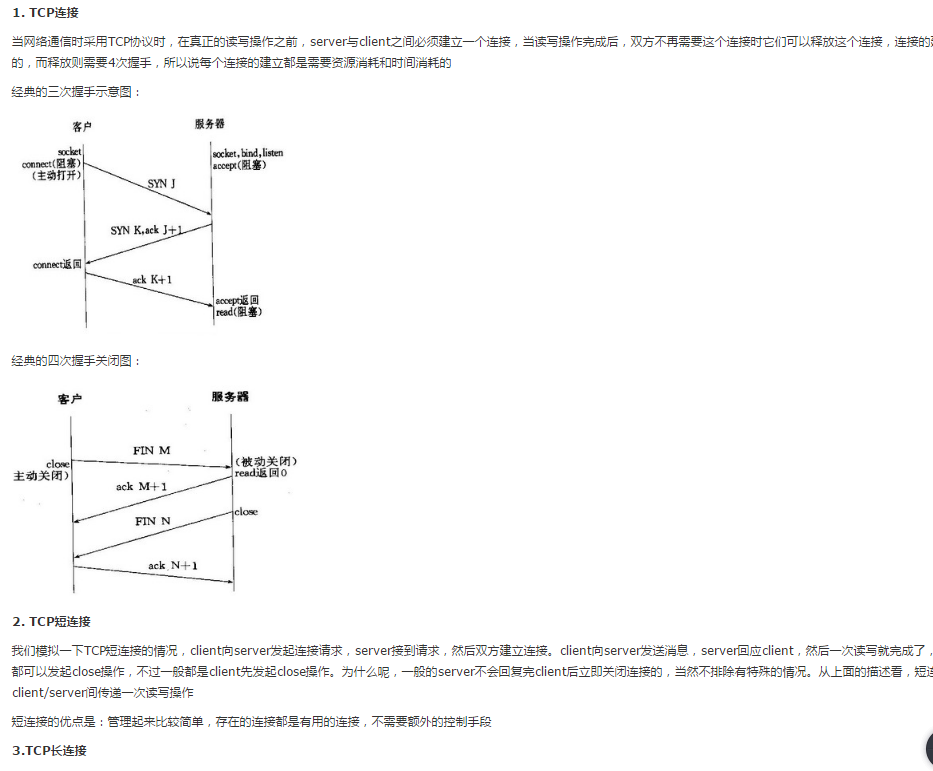 1. TCP连接
当网络通信时采用TCP协议时，在真正的读写操作之前，server与client之间必须建立一个连接，当读写操作完成后，双方不再需要这个连接时它们可以释放这个连接，连接的
的，而释放则需要4次握手，所以说每个连接的建立都是需要资源消耗和时间消耗的
经典的三次握手示意图：
客户
服务器
socket
connect(阻塞)
(主动打开)
socket,bind,listen
accept(阻塞)
SYN J
SYN K,ack J+1
connect返回
ack K+1
accept返回
read(阻塞)
经典的四次握手关闭图：
客户
服务器
FIN M
close
主动关闭)
(被动关闭)
read返回0
ack M+1
close
FIN N
ack N+1
2. TCP短连接
我们模拟一下TCP短连接的情况，client向server发起连接请求，server接到请求，然后双方建立连接。client向server发送消息，server回应client，然后一次读写就完成了，
都可以发起close操作，不过一般都是client先发起close操作。为什么呢，一般的server不会回复完client后立即关闭连接的，当然不排除有特殊的情况。从上面的描述看，短
client/server间传递一次读写操作
短连接的优点是：管理起来比较简单，存在的连接都是有用的连接，不需要额外的控制手段
3.TCP长连接